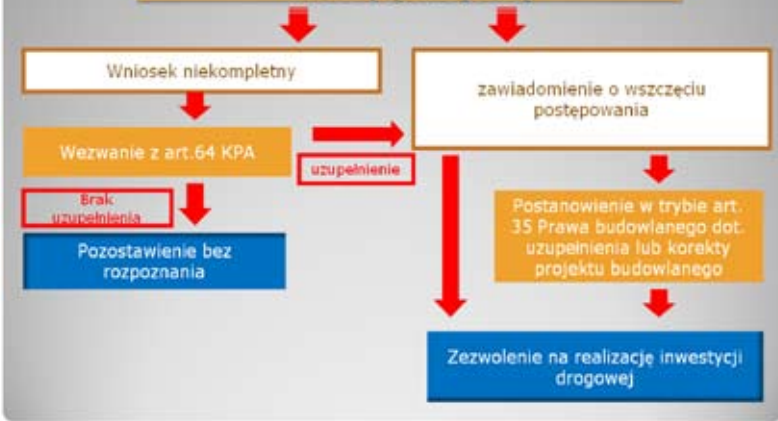 Wniosek niekompletny
zawiadomienie o wszczęciu
postępowania
Wezwanie z art.64 KPA
uzupełnienie
Brak
uzupełnienia
Pozostawienie bez
rozpoznania
Postanowienie w trybie art.
35 Prawa budowlanego dot.
uzupełnienia lub korekty
projektu budowlanego
Zezwolenie na realizację inwestycji
drogowej